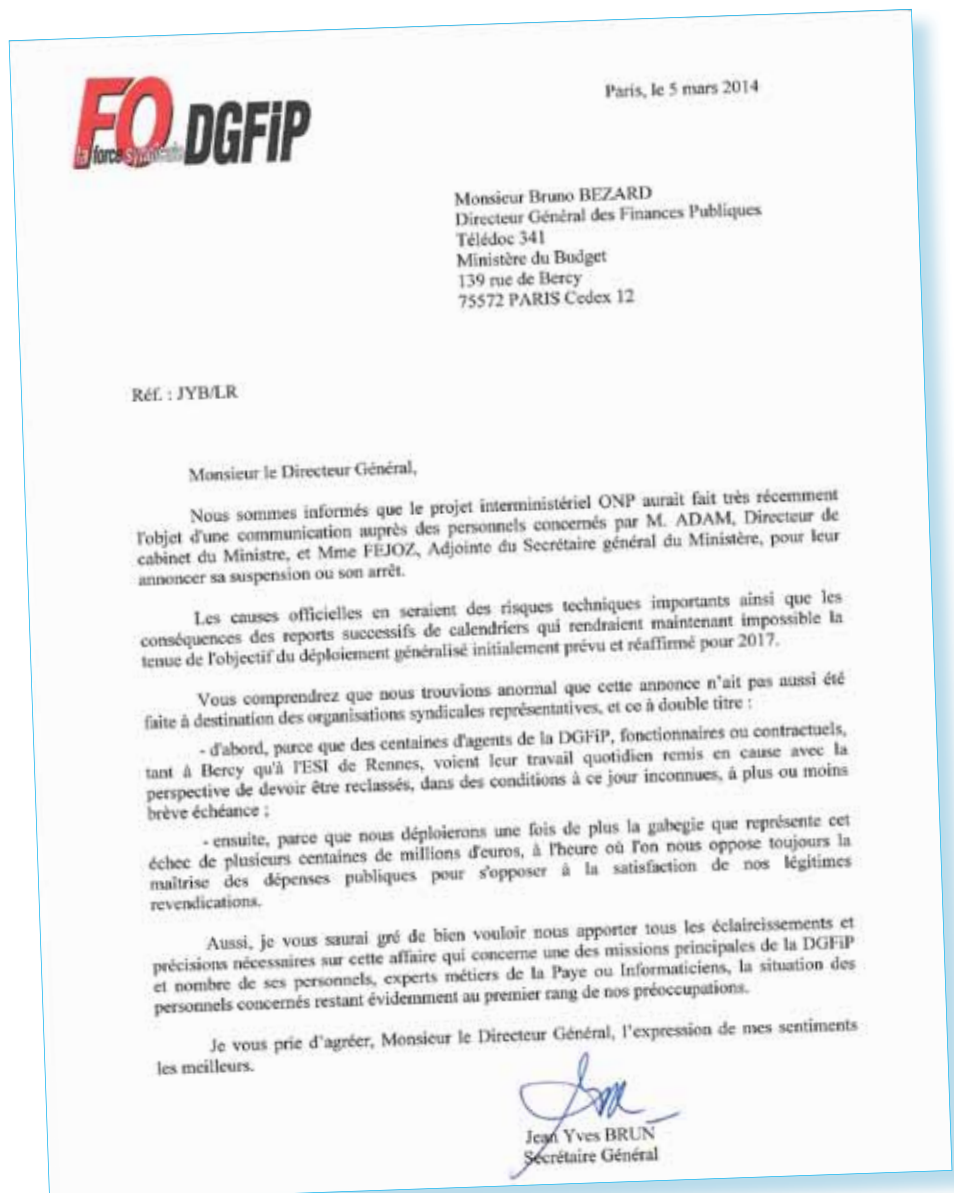 FO DGFiP
la force syndicale
Paris, le 5 mars 2014
Monsieur Bruno BEZARD
Directeur Général des Finances Publiques
Télédoc 341
Ministère du Budget
139 rue de Bercy
75572 PARIS Cedex 12
Réf. : JYB/LR
Monsieur le Directeur Général,
Nous sommes informés que le projet interministériel ONP aurait fait très récemment
l'objet d'une communication auprès des personnels concernés par M. ADAM, Directeur de
cabinet du Ministre, et Mme FEJOZ, Adjointe du Secrétaire général du Ministère, pour leur
annoncer sa suspension ou son arrêt.
Les causes officielles en seraient des risques techniques importants ainsi que les
conséquences des reports successifs de calendriers qui rendraient maintenant impossible la
tenue de l'objectif du déploiement généralisé initialement prévu et réaffirmé pour 2017.
Vous comprendrez que nous trouvions anormal que cette annonce n'ait pas aussi été
faite à destination des organisations syndicales représentatives, et ce à double titre :
- d'abord, parce que des centaines d'agents de la DGFiP, fonctionnaires ou contractuels,
tant à Bercy qu'à l'ESI de Rennes, voient leur travail quotidien remis en cause avec la
perspective de devoir être reclassés, dans des conditions à ce jour inconnues, à plus ou moins
brève échéance ;
- ensuite, parce que nous déploierons une fois de plus la gabegie que représente cet
échec de plusieurs centaines de millions d'euros, à l'heure où l'on nous oppose toujours la
maîtrise des dépenses publiques pour s'opposer à la satisfaction de nos légitimes
revendications.
Aussi, je vous saurai gré de bien vouloir nous apporter tous les éclaircissements et
précisions nécessaires sur cette affaire qui concerne une des missions principales de la DGFiP
et nombre de ses personnels, experts métiers de la Paye ou Informaticiens, la situation des
personnels concernés restant évidemment au premier rang de nos préoccupations.
Je vous prie d'agréer, Monsieur le Directeur Général, l'expression de mes sentiments
les meilleurs.
Jean Yves BRUN
Secrétaire Général